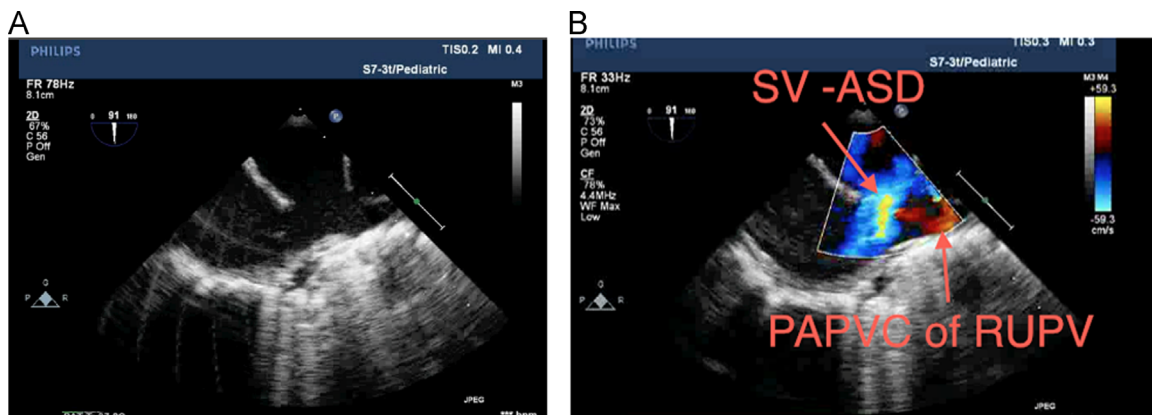 A
PHILIPS
TIS0.2 MI 0.4
S7-3t/Pediatric
FR 78Hz
8.1cm
M3
0 91 180
2D
67%
C 56
P Off
Gen
P
R
JPEG
*** bpm
B
PHILIPS
TIS0.3 MI 0.3
S7-3t/Pediatric
FR 33Hz
8.1cm
M3 M4
+59.3
SV -ASD
0 91 180
2D
73%
C 56
P Off
Gen
CF
78%
4.4MHz
WF Max
Low
-59.3
cm/s
P
R
PAPVC of RUPV
JPEG